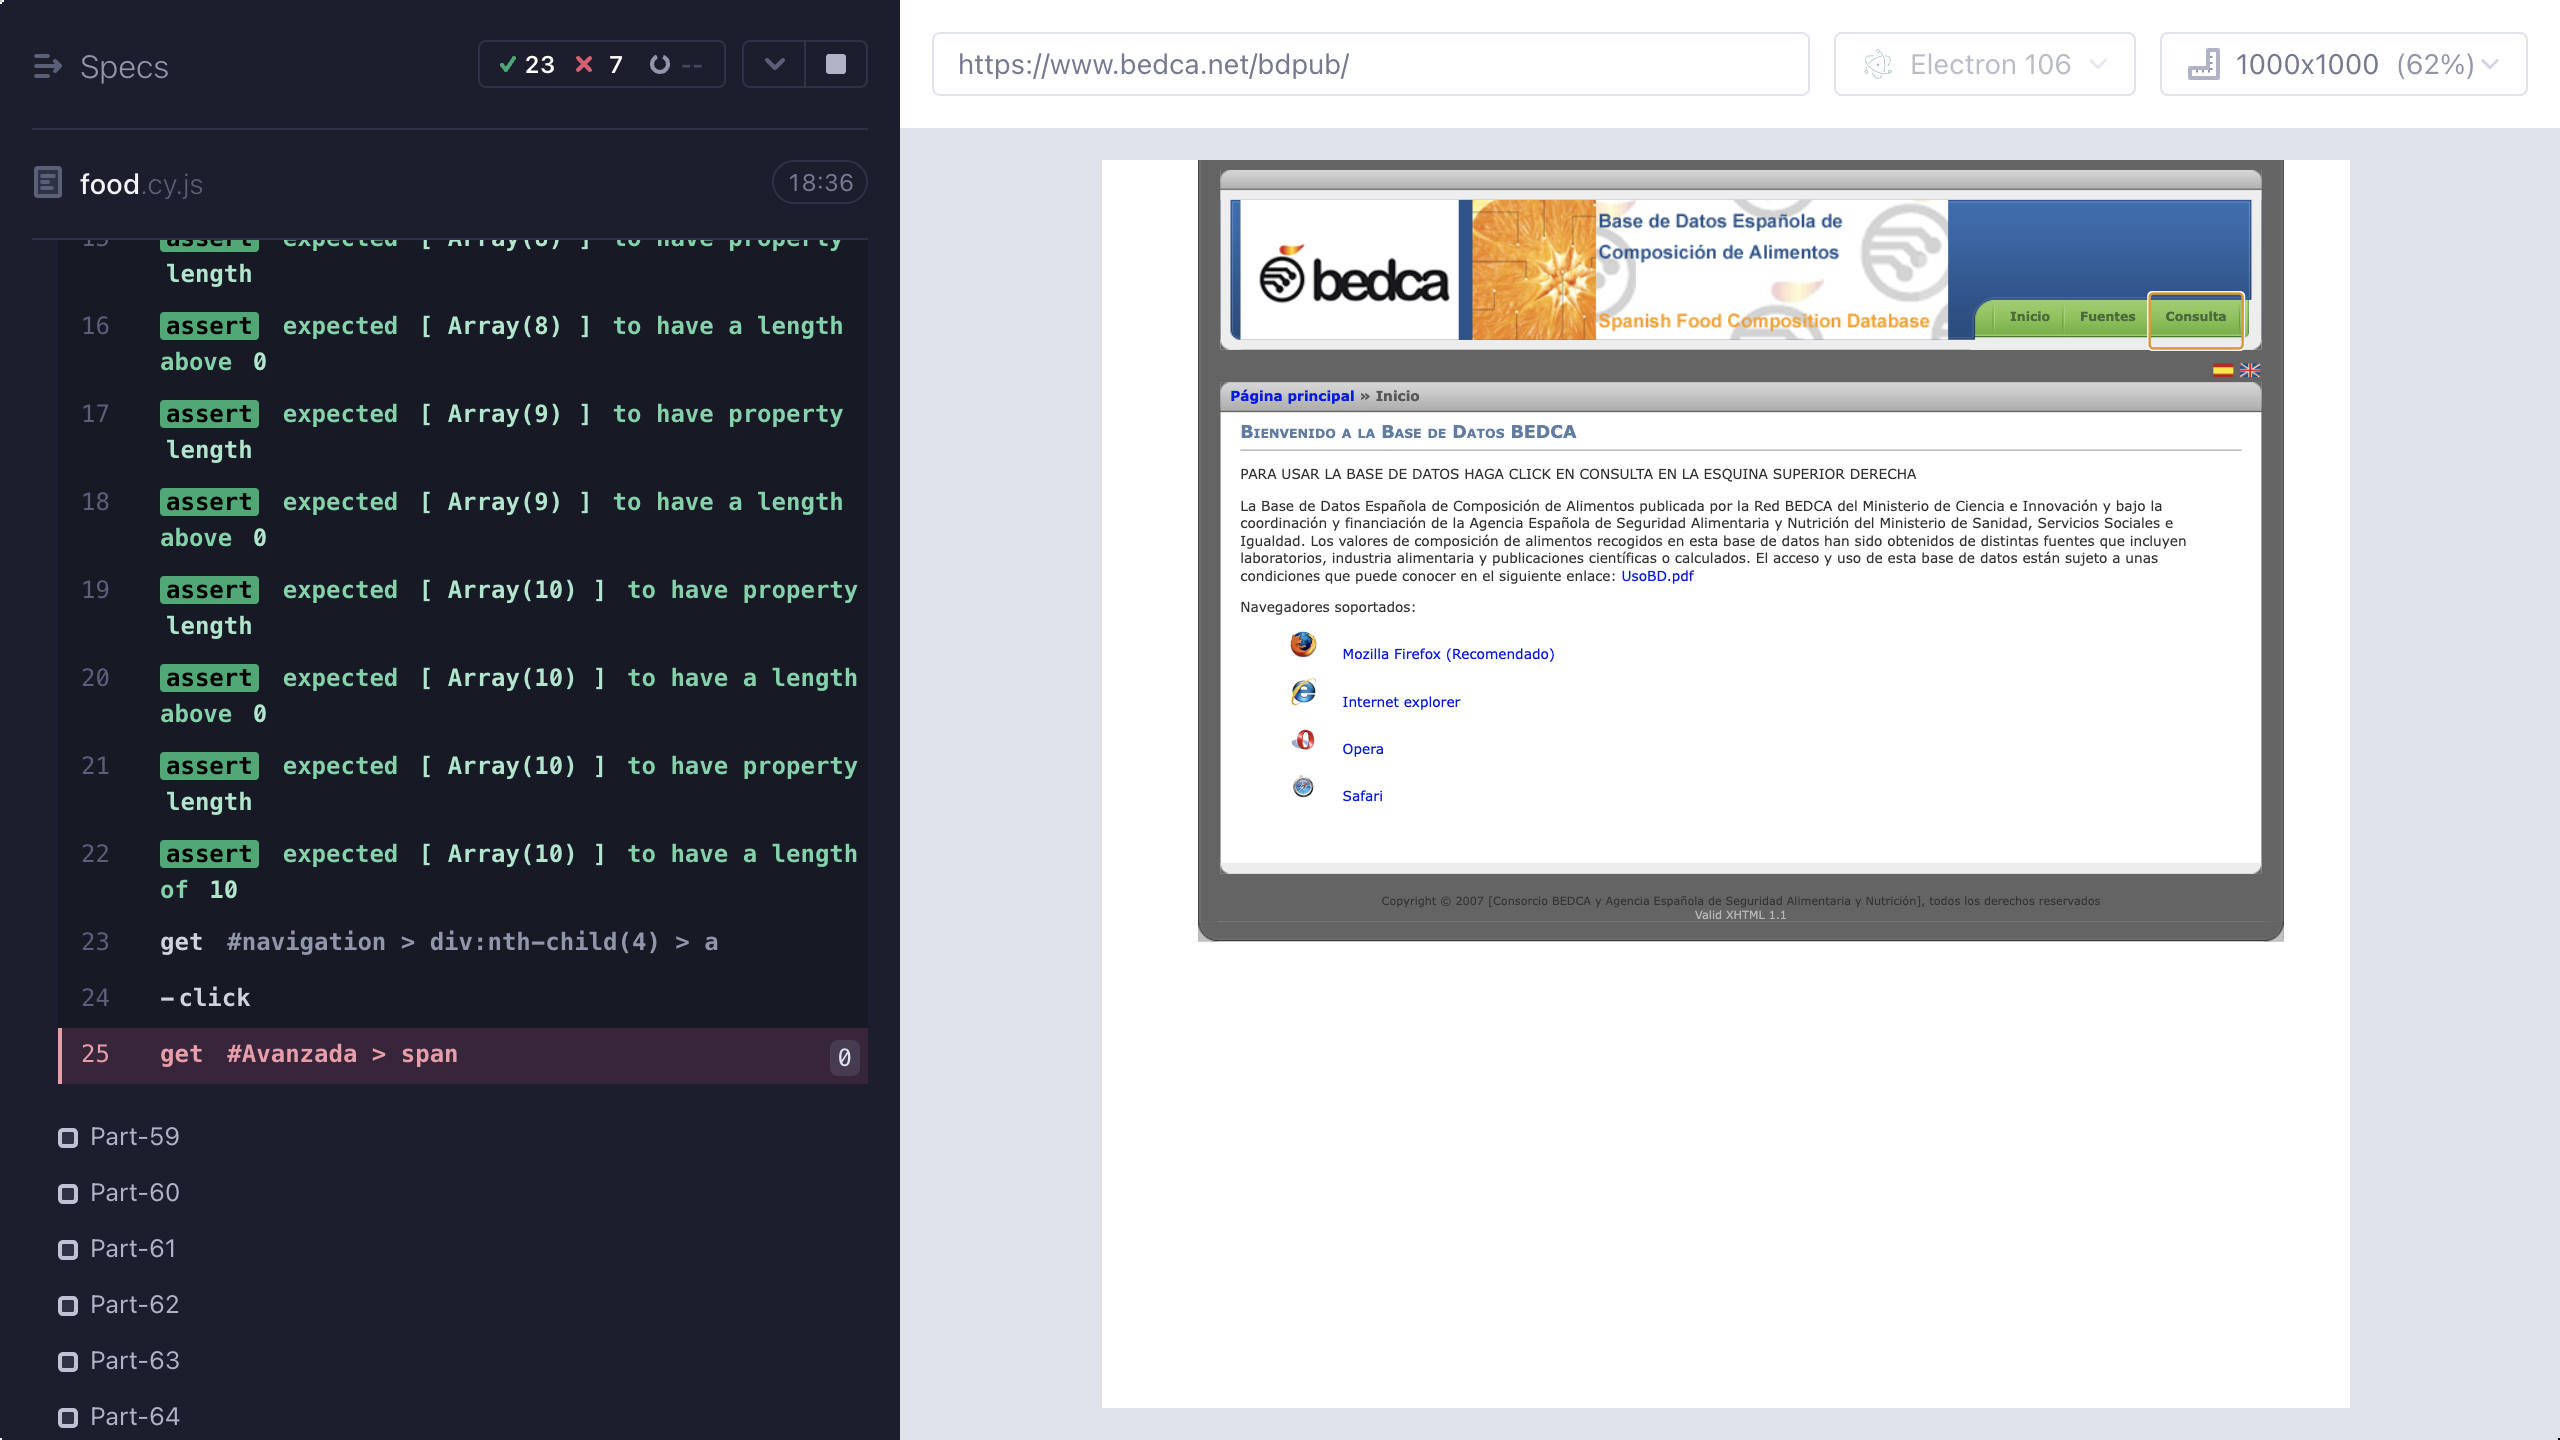 Specs
23 7 --
food.cy.js
18:36
15 assert expected [ Array(8) ] to have property
length
16 assert expected [ Array(8) ] to have a length
above 0
17 assert expected [ Array(9) ] to have property
length
18 assert expected [ Array(9) ] to have a length
above 0
19 assert expected [ Array(10) ] to have property
length
20 assert expected [ Array(10) ] to have a length
above 0
21 assert expected [ Array(10) ] to have property
length
22 assert expected [ Array(10) ] to have a length
of 10
23 get #navigation > div:nth-child(4) > a
24 -click
25 get #Avanzada > span 0
Part-59
Part-60
Part-61
Part-62
Part-63
Part-64
https://www.bedca.net/bdpub/
Electron 106
1000x1000 (62%)
bedca
Base de Datos Española de
Composición de Alimentos
Spanish Food Composition Database
Inicio Fuentes Consulta
Página principal » Inicio
Bienvenido a la Base de Datos BEDCA
PARA USAR LA BASE DE DATOS HAGA CLICK EN CONSULTA EN LA ESQUINA SUPERIOR DERECHA
La Base de Datos Española de Composición de Alimentos publicada por la Red BEDCA del Ministerio de Ciencia e Innovación y bajo la
coordinación y financiación de la Agencia Española de Seguridad Alimentaria y Nutrición del Ministerio de Sanidad, Servicios Sociales e
Igualdad. Los valores de composición de alimentos recogidos en esta base de datos han sido obtenidos de distintas fuentes que incluyen
laboratorios, industria alimentaria y publicaciones científicas o calculados. El acceso y uso de esta base de datos están sujeto a unas
condiciones que puede conocer en el siguiente enlace: UsoBD.pdf
Navegadores soportados:
Mozilla Firefox (Recomendado)
Internet explorer
Opera
Safari
Copyright © 2007 [Consorcio BEDCA y Agencia Española de Seguridad Alimentaria y Nutrición], todos los derechos reservados
Valid XHTML 1.1